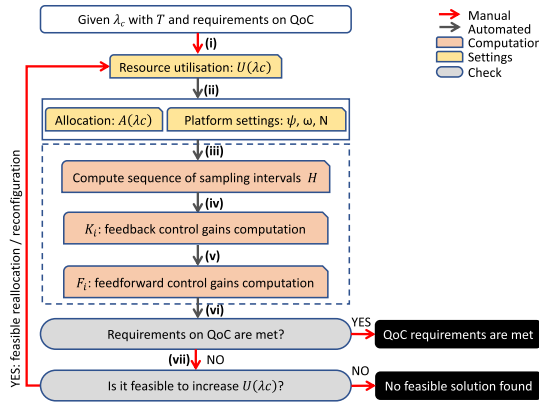 Given λc with T and requirements on QoC
(i)
Resource utilisation: U(λc)
(ii)
Allocation: A(λc)
Platform settings: ψ, ω, N
(iii)
Compute sequence of sampling intervals H
(iv)
Ki: feedback control gains computation
(v)
Fi: feedforward control gains computation
(vi)
Requirements on QoC are met?
YES
QoC requirements are met
(vii)
NO
Is it feasible to increase U(λc)?
NO
No feasible solution found
YES: feasible reallocation / reconfiguration
Manual
Automated
Computation
Settings
Check